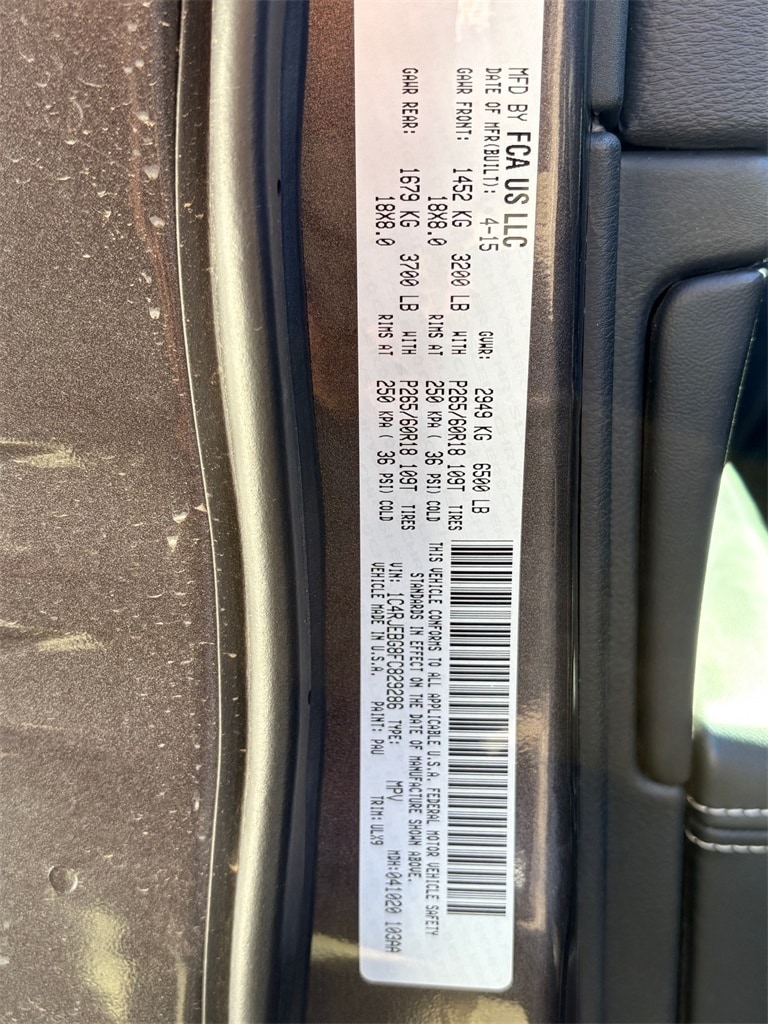 MFD BY FCA US LLC
DATE OF MFR(BUILT): 4-15 GVWR: 2949 KG 6500 LB
GAWR FRONT: 1452 KG 3200 LB WITH P265/60R18 109T TIRES
18X8.0 RIMS AT 250 KPA ( 36 PSI) COLD
GAWR REAR: 1679 KG 3700 LB WITH P265/60R18 109T TIRES
18X8.0 RIMS AT 250 KPA ( 36 PSI) COLD
THIS VEHICLE CONFORMS TO ALL APPLICABLE U.S.A. FEDERAL MOTOR VEHICLE SAFETY
STANDARDS IN EFFECT ON THE DATE OF MANUFACTURE SHOWN ABOVE.
VIN: 1C4RJEBG8FC829286 TYPE: MPV MDH:041020 103AA
VEHICLE MADE IN U.S.A. PAINT: PAU TRIM: ULX9